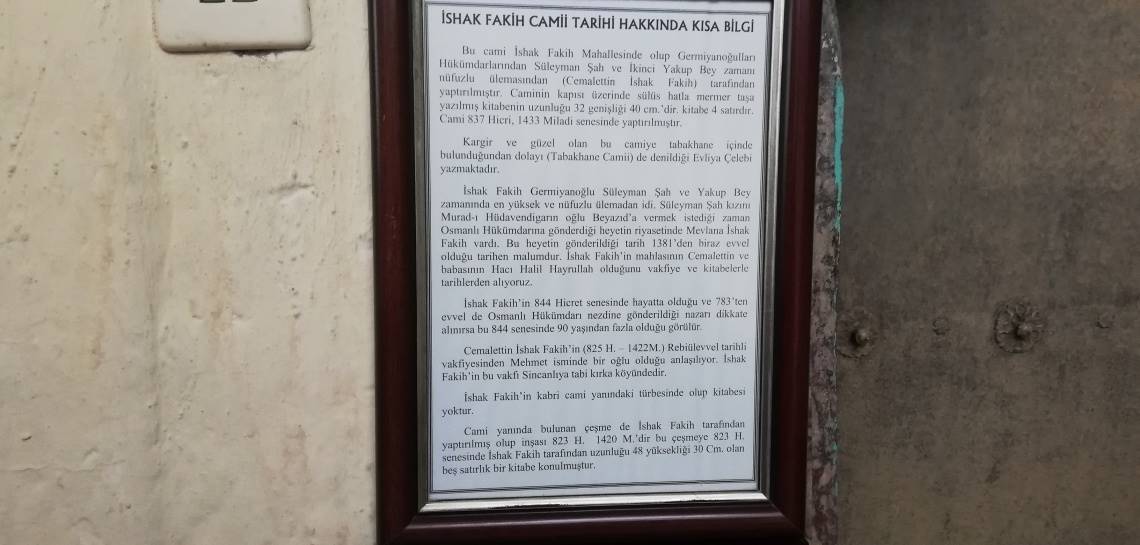 İSHAK FAKİH CAMİİ TARİHİ HAKKINDA KISA BİLGİ
Bu cami İshak Fakih Mahallesinde olup Germiyanoğulları
Hükümdarlarından Süleyman Şah ve İkinci Yakup Bey zamanı
nüfuzlu ülemasından (Cemalettin İshak Fakih) tarafından
yaptırılmıştır. Caminin kapısı üzerinde sülüs hatla mermer taşa
yazılmış kitabenin uzunluğu 32 genişliği 40 cm.'dir. kitabe 4 satırdır.
Cami 837 Hicri, 1433 Miladi senesinde yaptırılmıştır.
Kargir ve güzel olan bu camiye tabakhane içinde
bulunduğundan dolayı (Tabakhane Camii) de denildiği Evliya Çelebi
yazmaktadır.
İshak Fakih Germiyanoğlu Süleyman Şah ve Yakup Bey
zamanında en yüksek ve nüfuzlu ülemadan idi. Süleyman Şah kızını
Murad-ı Hüdavendigarın oğlu Beyazd'a vermek istediği zaman
Osmanlı Hükümdarına gönderdiği heyetin riyasetinde Mevlana İshak
Fakih vardı. Bu heyetin gönderildiği tarih 1381'den biraz evvel
olduğu tarihen malumdur. İshak Fakih'in mahlasının Cemalettin ve
babasının Hacı Halil Hayrullah olduğunu vakfiye ve kitabelerle
tarihlerden alıyoruz.
İshak Fakih'in 844 Hicret senesinde hayatta olduğu ve 783'ten
evvel de Osmanlı Hükümdarı nezdine gönderildiği nazarı dikkate
alınırsa bu 844 senesinde 90 yaşından fazla olduğu görülür.
Cemalettin İshak Fakih'in (825 H. – 1422M.) Rebiülevvel tarihli
vakfiyesinden Mehmet isminde bir oğlu olduğu anlaşılıyor. İshak
Fakih'in bu vakfı Sincanlıya tabi kırka köyündedir.
İshak Fakih'in kabri cami yanındaki türbesinde olup kitabesi
yoktur.
Cami yanında bulunan çeşme de İshak Fakih tarafından
yaptırılmış olup inşası 823 H. 1420 M.'dir bu çeşmeye 823 H.
senesinde İshak Fakih tarafından uzunluğu 48 yüksekliği 30 Cm. olan
beş satırlık bir kitabe konulmuştur.